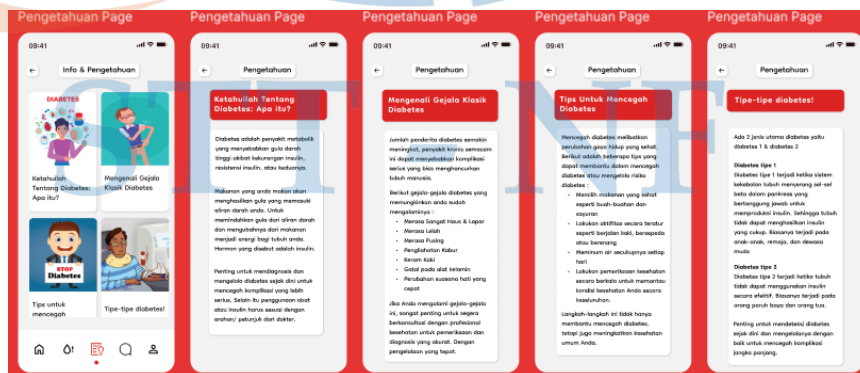 Pengetahuan Page
09:41
Info & Pengetahuan
DIABETES
Ketahuilah
Tentang Diabetes:
Apa itu?
Mengenali Gejala
Klasik Diabetes
STOP
Diabetes
Tips untuk
mencegah
Tipe-tipe diabetes!
Pengetahuan Page
09:41
Pengetahuan
Ketahuilah Tentang
Diabetes: Apa itu?
Diabetes adalah penyakit metabolik
yang menyebabkan gula darah
tinggi akibat kekurangan insulin,
resistensi insulin, atau keduanya.
Makanan yang anda makan akan
menghasilkan gula yang memasuki
aliran darah anda. Untuk
memindahkan gula dari aliran darah
dan mengubahnya dari makanan
menjadi energi bagi tubuh anda.
Hormon yang disebut adalah insulin.
Penting untuk mendiagnosis dan
mengelola diabetes sejak dini untuk
mencegah komplikasi yang lebih
serius. Selain itu penggunaan obat
atau insulin harus sesuai dengan
arahan/ petunjuk dari dokter.
Pengetahuan Page
09:41
Pengetahuan
Mengenali Gejala Klasik
Diabetes
Jumlah penderita diabetes semakin
meningkat, penyakit kronis semacam
ini dapat menyebabkan komplikasi
serius yang bisa menghancurkan
tubuh manusia.
Berikut gejala-gejala diabetes yang
memungkinkan anda sudah
mengalaminya :
- Merasa Sangat Haus & Lapar
- Merasa Lelah
- Merasa Pusing
- Penglihatan Kabur
- Keram Kaki
- Gatal pada alat kelamin
- Perubahan suasana hati yang
cepat
Jika Anda mengalami gejala-gejala
ini, sangat penting untuk segera
berkonsultasi dengan profesional
kesehatan untuk pemeriksaan dan
diagnosis yang akurat. Dengan
pengelolaan yang tepat.
Pengetahuan Page
09:41
Pengetahuan
Tips Untuk Mencegah
Diabetes
Mencegah diabetes melibatkan
perubahan gaya hidup yang sehat.
Berikut adalah beberapa tips yang
dapat membantu dalam mencegah
diabetes atau mengelola risiko
diabetes :
- Memilih makanan yang sehat
seperti buah-buahan dan
sayuran
- Lakukan aktifitas secara teratur
seperti berjalan kaki, bersepeda
atau berenang
- Meminum air secukupnya setiap
hari
- Lakukan pemeriksaan kesehatan
secara berkala untuk memantau
kondisi kesehatan Anda secara
keseluruhan.
Langkah-langkah ini tidak hanya
membantu mencegah diabetes,
tetapi juga meningkatkan kesehatan
umum Anda.
Pengetahuan Page
09:41
Pengetahuan
Tipe-tipe diabetes!
Ada 2 jenis utama diabetes yaitu
diabetes 1 & diabetes 2
Diabetes tipe 1
Diabetes tipe 1 terjadi ketika sistem
kekebalan tubuh menyerang sel-sel
beta dalam pankreas yang
bertanggung jawab untuk
memproduksi insulin. Sehingga tubuh
tidak dapat menghasilkan insulin
yang cukup. Biasanya terjadi pada
anak-anak, remaja, dan dewasa
muda
Diabetes tipe 2
Diabetes tipe 2 terjadi ketika tubuh
tidak dapat menggunakan insulin
secara efektif. Biasanya terjadi pada
orang paruh baya dan orang tua.
Penting untuk mendeteksi diabetes
sejak dini dan mengelolanya dengan
baik untuk mencegah komplikasi
jangka panjang.